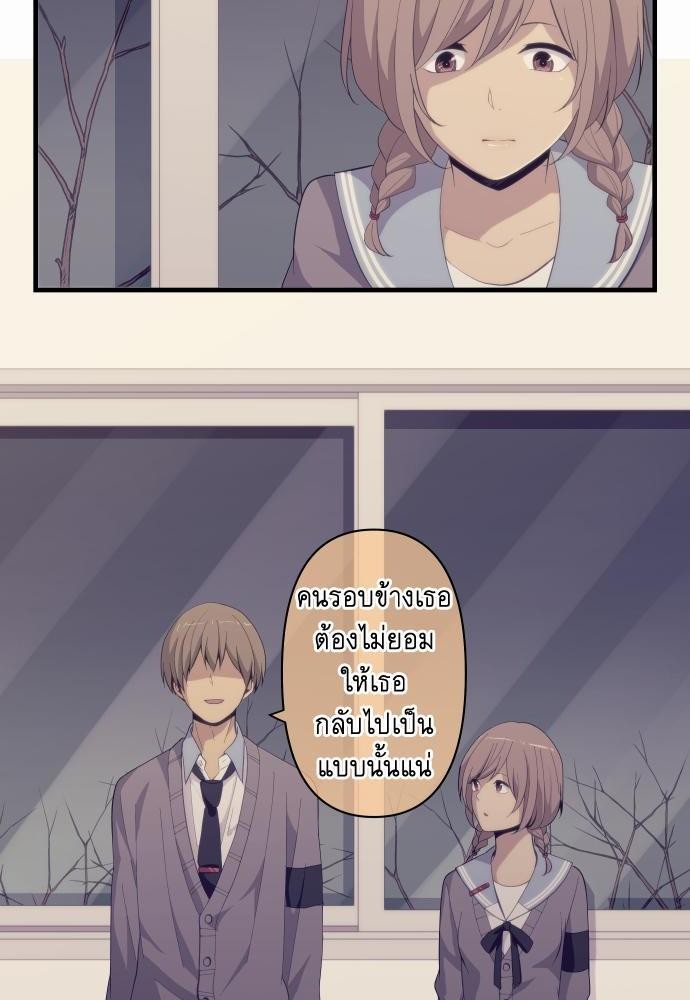 คนรอบข้างเธอ
ต้องไม่ยอม
ให้เธอ
กลับไปเป็น
แบบนั้นแน่